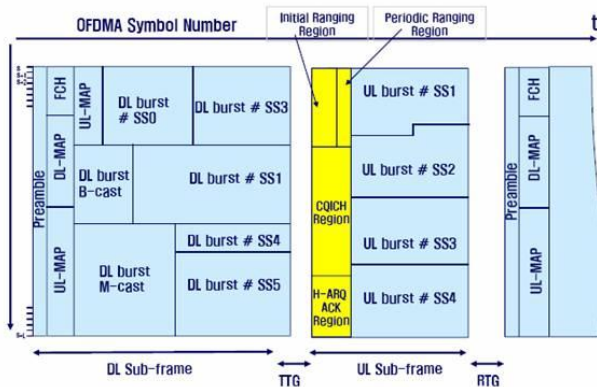 OFDMA Symbol Number
Initial Ranging
Region
Periodic Ranging
Region
t
Preamble
FCH
DL-MAP
UL-MAP
UL-MAP
DL burst
# SS0
DL burst # SS3
DL burst
B-cast
DL burst # SS1
DL burst
M-cast
DL burst # SS4
DL burst # SS5
CQICH
Region
H-ARQ
ACK
Region
UL burst # SS1
UL burst # SS2
UL burst # SS3
UL burst # SS4
Preamble
FCH
DL-MAP
UL-MAP
DL Sub-frame
TTG
UL Sub-frame
RTG